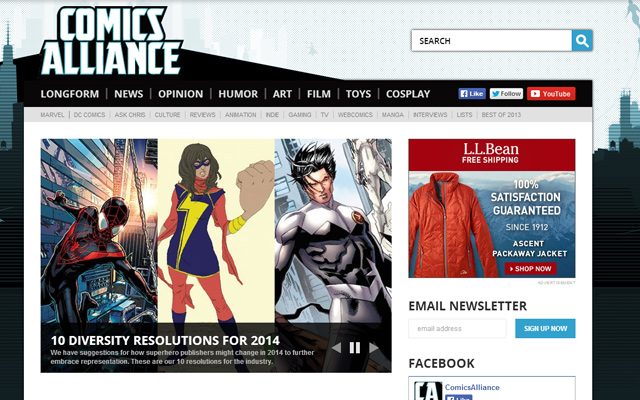 COMICS
ALLIANCE
SEARCH
LONGFORM | NEWS | OPINION | HUMOR | ART | FILM | TOYS | COSPLAY
Like
Follow
YouTube
MARVEL | DC COMICS | ASK CHRIS | CULTURE | REVIEWS | ANIMATION | INDIE | GAMING | TV | WEBCOMICS | MANGA | INTERVIEWS | LISTS | BEST OF 2013
10 DIVERSITY RESOLUTIONS FOR 2014
We have suggestions for how superhero publishers might change in 2014 to further
embrace representation. These are our 10 resolutions for the industry.
L.L.Bean
FREE SHIPPING
100%
SATISFACTION
GUARANTEED
SINCE 1912
ASCENT
PACKAWAY JACKET
SHOP NOW
ADVERTISEMENT
EMAIL NEWSLETTER
email address
SIGN UP NOW
FACEBOOK
CA
ComicsAlliance
Like